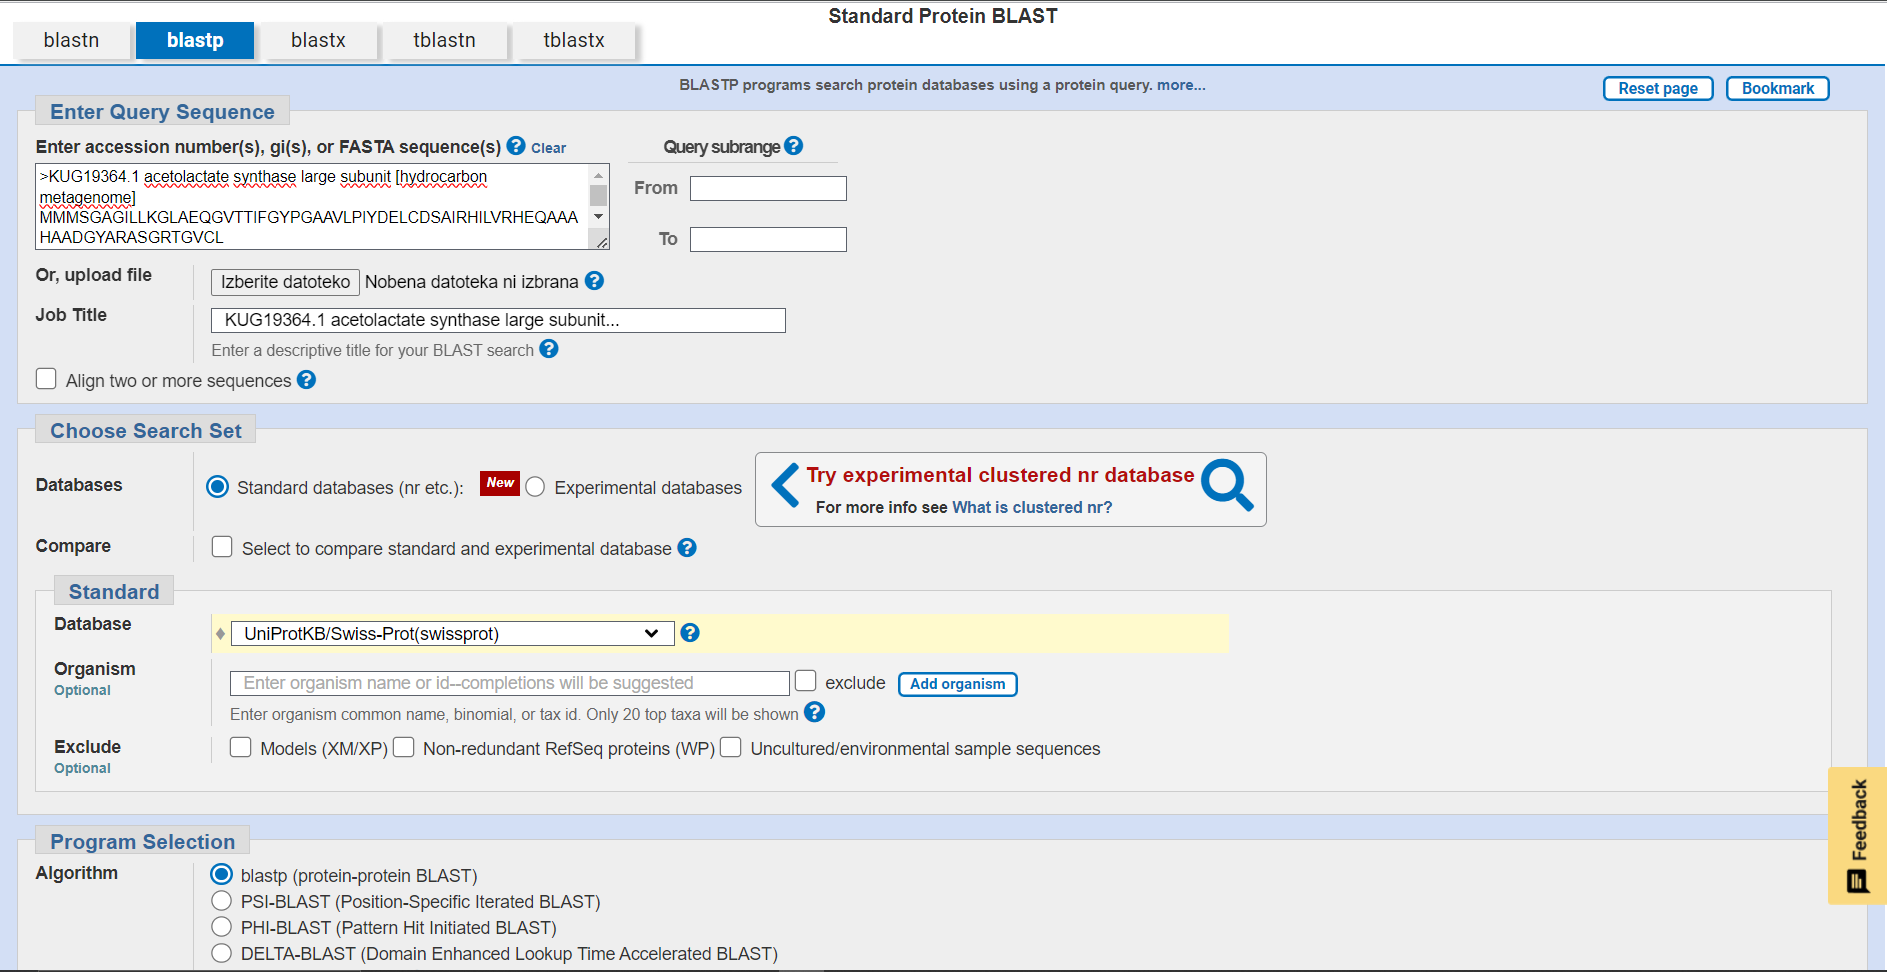 Standard Protein BLAST
blastn blastp blastx tblastn tblastx
BLASTP programs search protein databases using a protein query. more...
Reset page Bookmark
Enter Query Sequence
Enter accession number(s), gi(s), or FASTA sequence(s) ? Clear
>KUG19364.1 acetolactate synthase large subunit [hydrocarbon
metagenome]
MMMSGAGILLKGLAEQGVTTIFGYPGAAVLPIYDELCDSAIRHILVRHEQAAA
HAADGYARASGRTGVCL
Query subrange ?
From
To
Or, upload file Izberite datoteko Nobena datoteka ni izbrana ?
Job Title KUG19364.1 acetolactate synthase large subunit...
Enter a descriptive title for your BLAST search ?
Align two or more sequences ?
Choose Search Set
Databases Standard databases (nr etc.): New Experimental databases
Try experimental clustered nr database
For more info see What is clustered nr?
Compare Select to compare standard and experimental database ?
Standard
Database UniProtKB/Swiss-Prot(swissprot) ?
Organism
Optional
Enter organism name or id--completions will be suggested exclude Add organism
Enter organism common name, binomial, or tax id. Only 20 top taxa will be shown ?
Exclude
Optional
Models (XM/XP) Non-redundant RefSeq proteins (WP) Uncultured/environmental sample sequences
Feedback
Program Selection
Algorithm blastp (protein-protein BLAST)
PSI-BLAST (Position-Specific Iterated BLAST)
PHI-BLAST (Pattern Hit Initiated BLAST)
DELTA-BLAST (Domain Enhanced Lookup Time Accelerated BLAST)